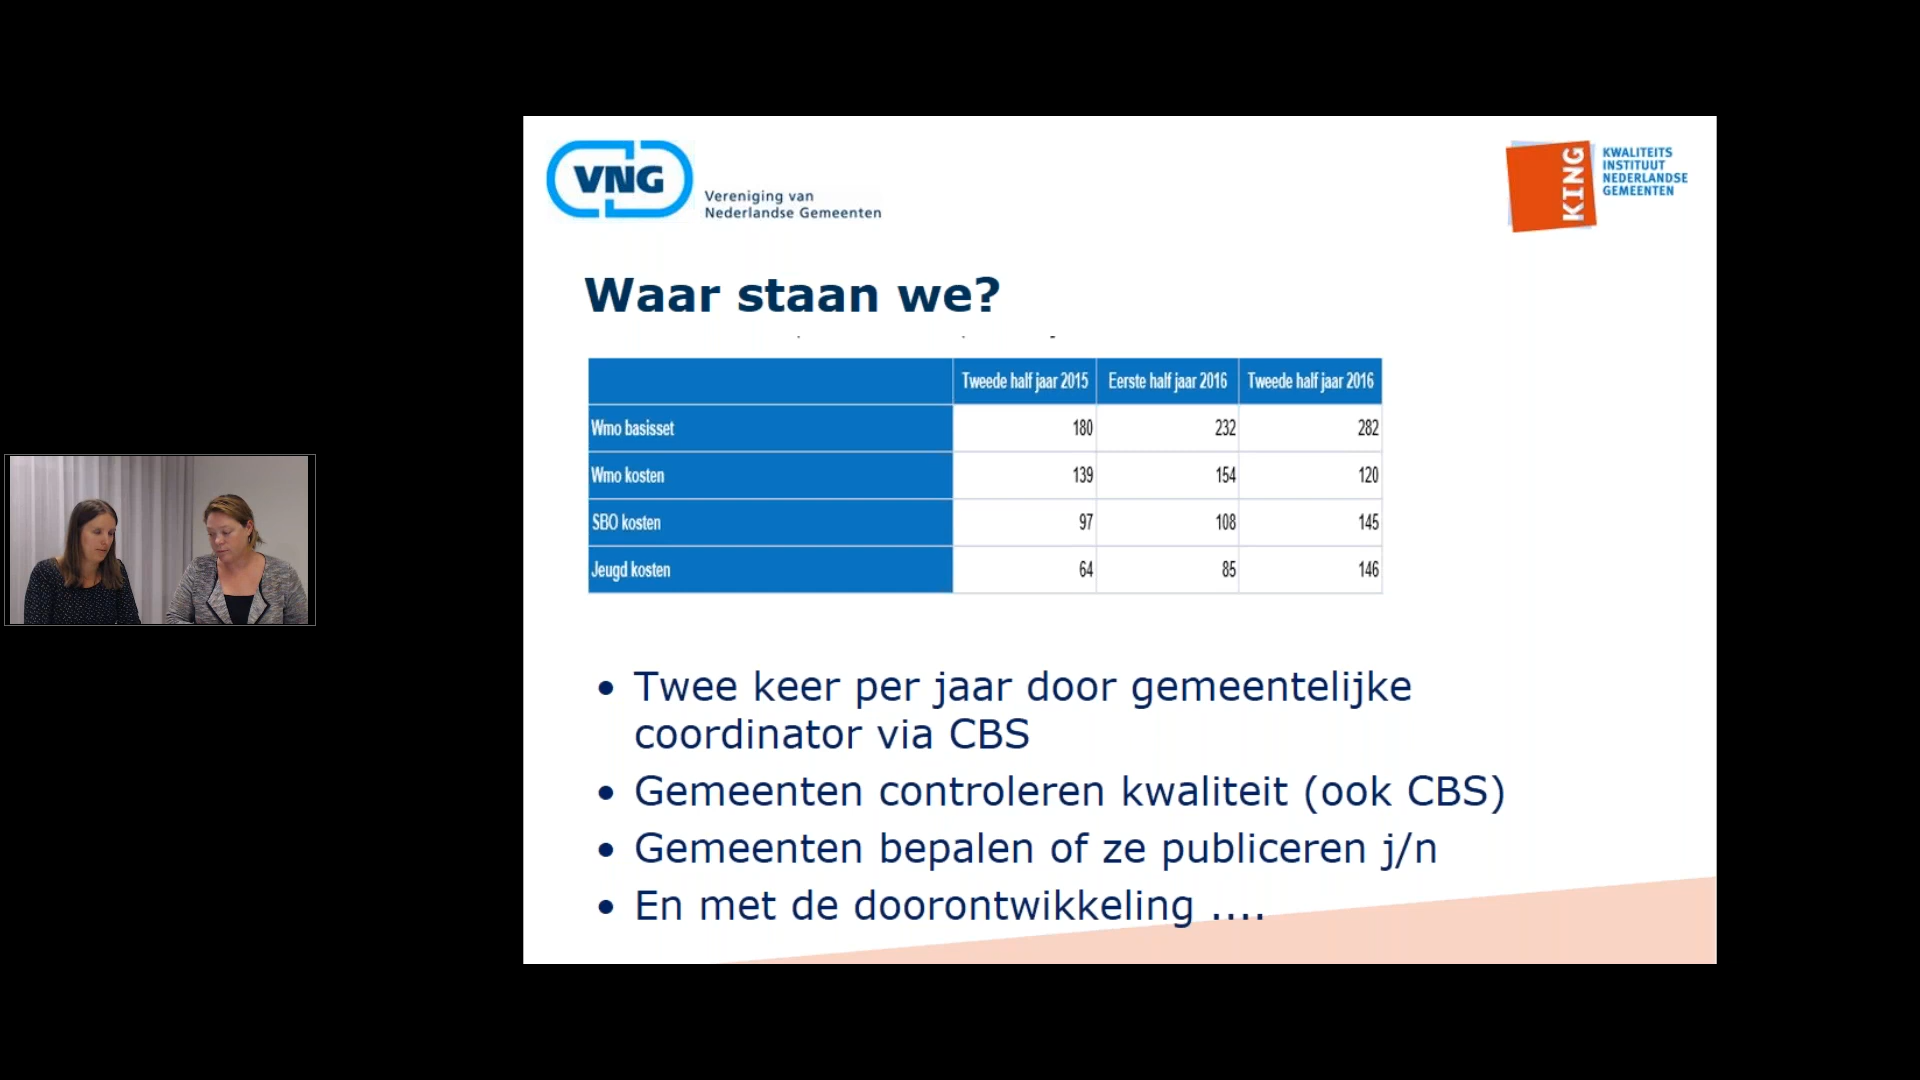 VNG
Vereniging van
Nederlandse Gemeenten
KING
KWALITEITS
INSTITUUT
NEDERLANDSE
GEMEENTEN
Waar staan we?
Tweede half jaar 2015 Eerste half jaar 2016 Tweede half jaar 2016
Wmo basisset 180 232 282
Wmo kosten 139 154 120
SBO kosten 97 108 145
Jeugd kosten 64 85 146
• Twee keer per jaar door gemeentelijke
coordinator via CBS
• Gemeenten controleren kwaliteit (ook CBS)
• Gemeenten bepalen of ze publiceren j/n
• En met de doorontwikkeling ....